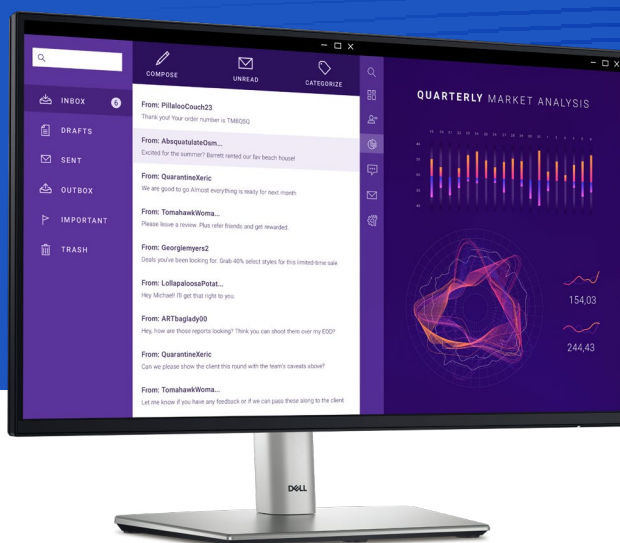 COMPOSE
UNREAD
CATEGORIZE
INBOX 6
DRAFTS
SENT
OUTBOX
IMPORTANT
TRASH
From: PillalooCouch23
Thank you! Your order number is TM8Q5Q
From: AbsquatulateOsm...
Excited for the summer? Barrett rented our fav beach house!
From: QuarantineXeric
We are good to go Almost everything is ready for next month
From: TomahawkWoma...
Please leave a review. Plus refer friends and get rewarded.
From: Georgiemyers2
Deals you've been looking for. Grab 40% select styles for this limited-time sale
From: LollapaloosaPotat...
Hey Michael! I'll get that right to you.
From: ARTbaglady00
Hey, how are those reports looking? Think you can shoot them over my EOD?
From: QuarantineXeric
Can we please show the client this round with the team's caveats above?
From: TomahawkWoma...
Let me know if you have any feedback or if we can pass these along to the client
QUARTERLY MARKET ANALYSIS
154,03
244,43
DELL